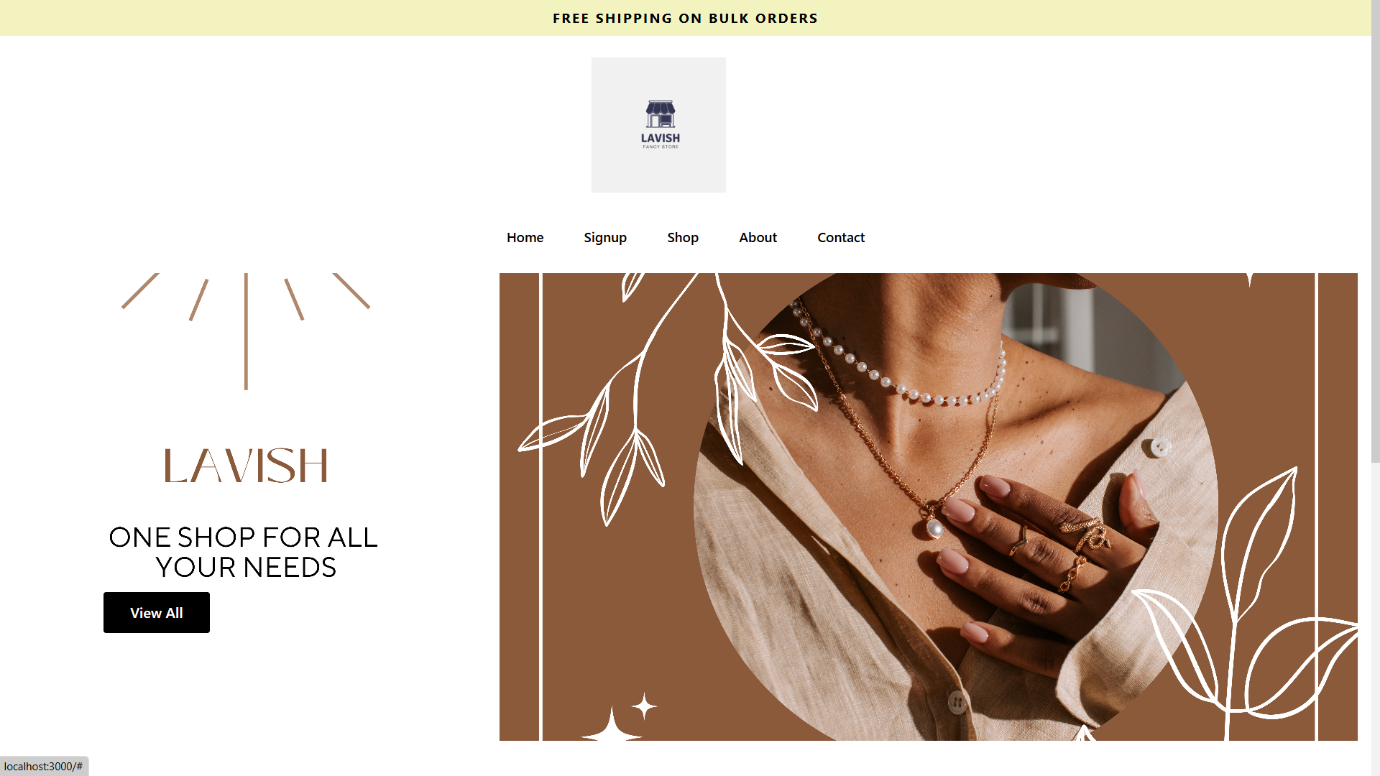 FREE SHIPPING ON BULK ORDERS
LAVISH
FANCY STORE
Home Signup Shop About Contact
LAVISH
ONE SHOP FOR ALL
YOUR NEEDS
View All
localhost:3000/#